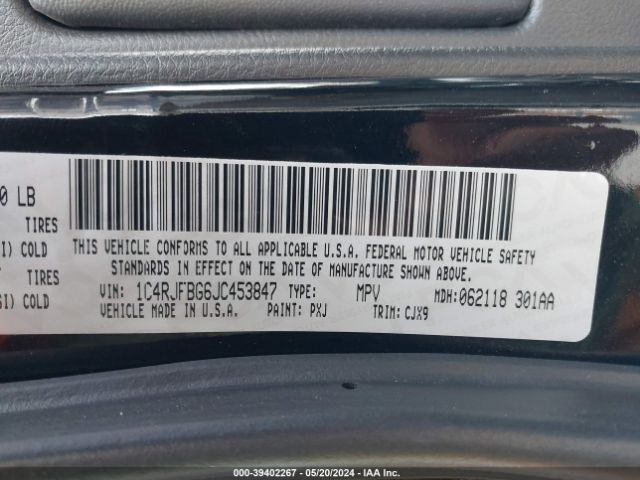 0 LB
TIRES
I) COLD
TIRES
SI) COLD
THIS VEHICLE CONFORMS TO ALL APPLICABLE U.S.A. FEDERAL MOTOR VEHICLE SAFETY
STANDARDS IN EFFECT ON THE DATE OF MANUFACTURE SHOWN ABOVE.
VIN: 1C4RJFBG6JC453847 TYPE: MPV MDH:062118 301AA
VEHICLE MADE IN U.S.A. PAINT: PXJ TRIM: CJX9
000-39402267 - 05/20/2024 - IAA Inc.